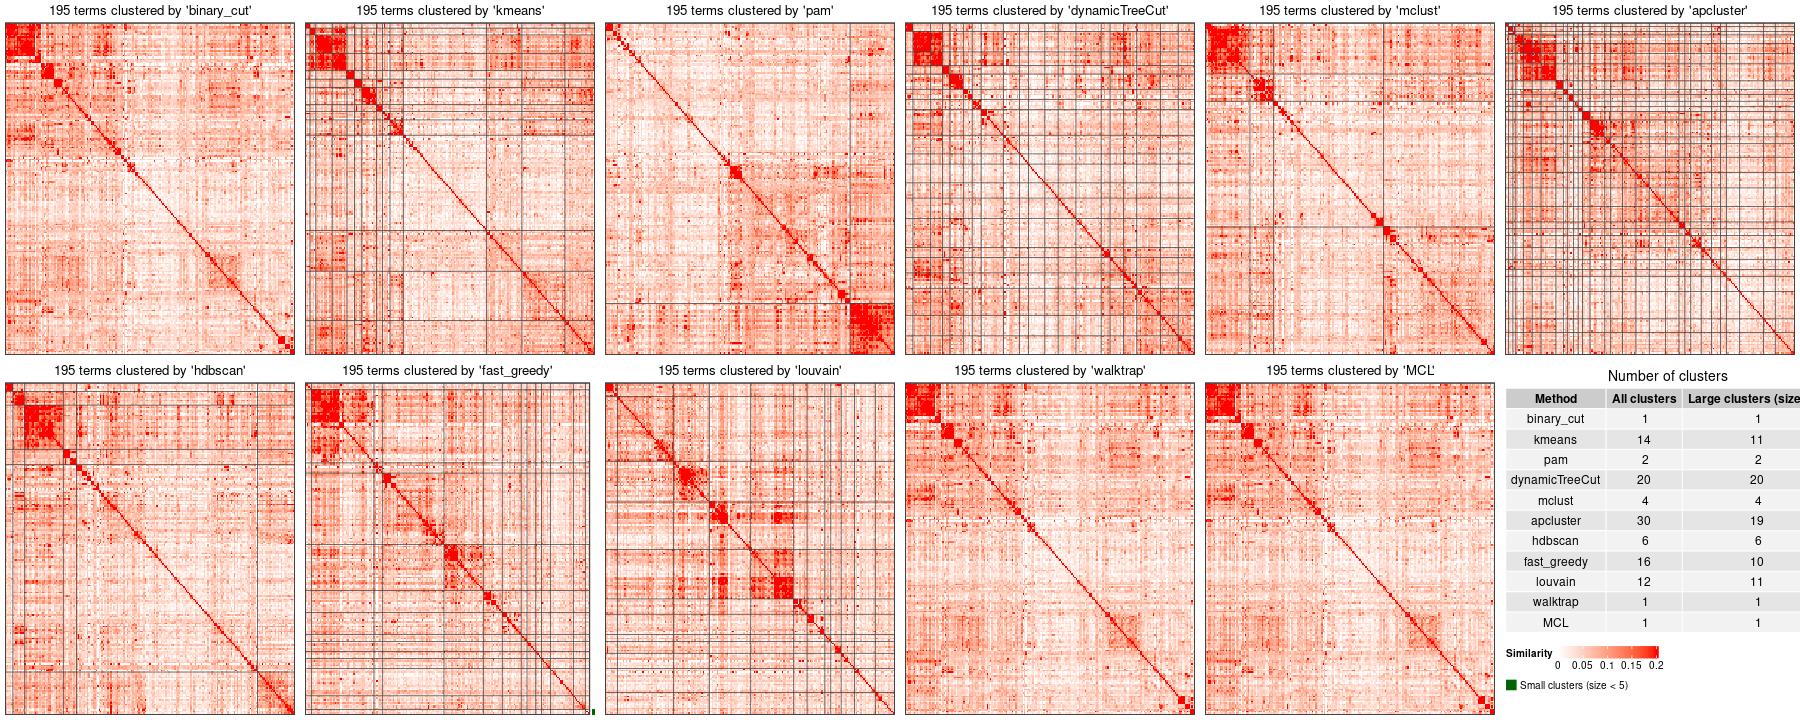 195 terms clustered by 'binary_cut'
195 terms clustered by 'kmeans'
195 terms clustered by 'pam'
195 terms clustered by 'dynamicTreeCut'
195 terms clustered by 'mclust'
195 terms clustered by 'apcluster'
195 terms clustered by 'hdbscan'
195 terms clustered by 'fast_greedy'
195 terms clustered by 'louvain'
195 terms clustered by 'walktrap'
195 terms clustered by 'MCL'
Number of clusters
Method All clusters Large clusters (size
binary_cut 1 1
kmeans 14 11
pam 2 2
dynamicTreeCut 20 20
mclust 4 4
apcluster 30 19
hdbscan 6 6
fast_greedy 16 10
louvain 12 11
walktrap 1 1
MCL 1 1
Similarity
0 0.05 0.1 0.15 0.2
Small clusters (size < 5)